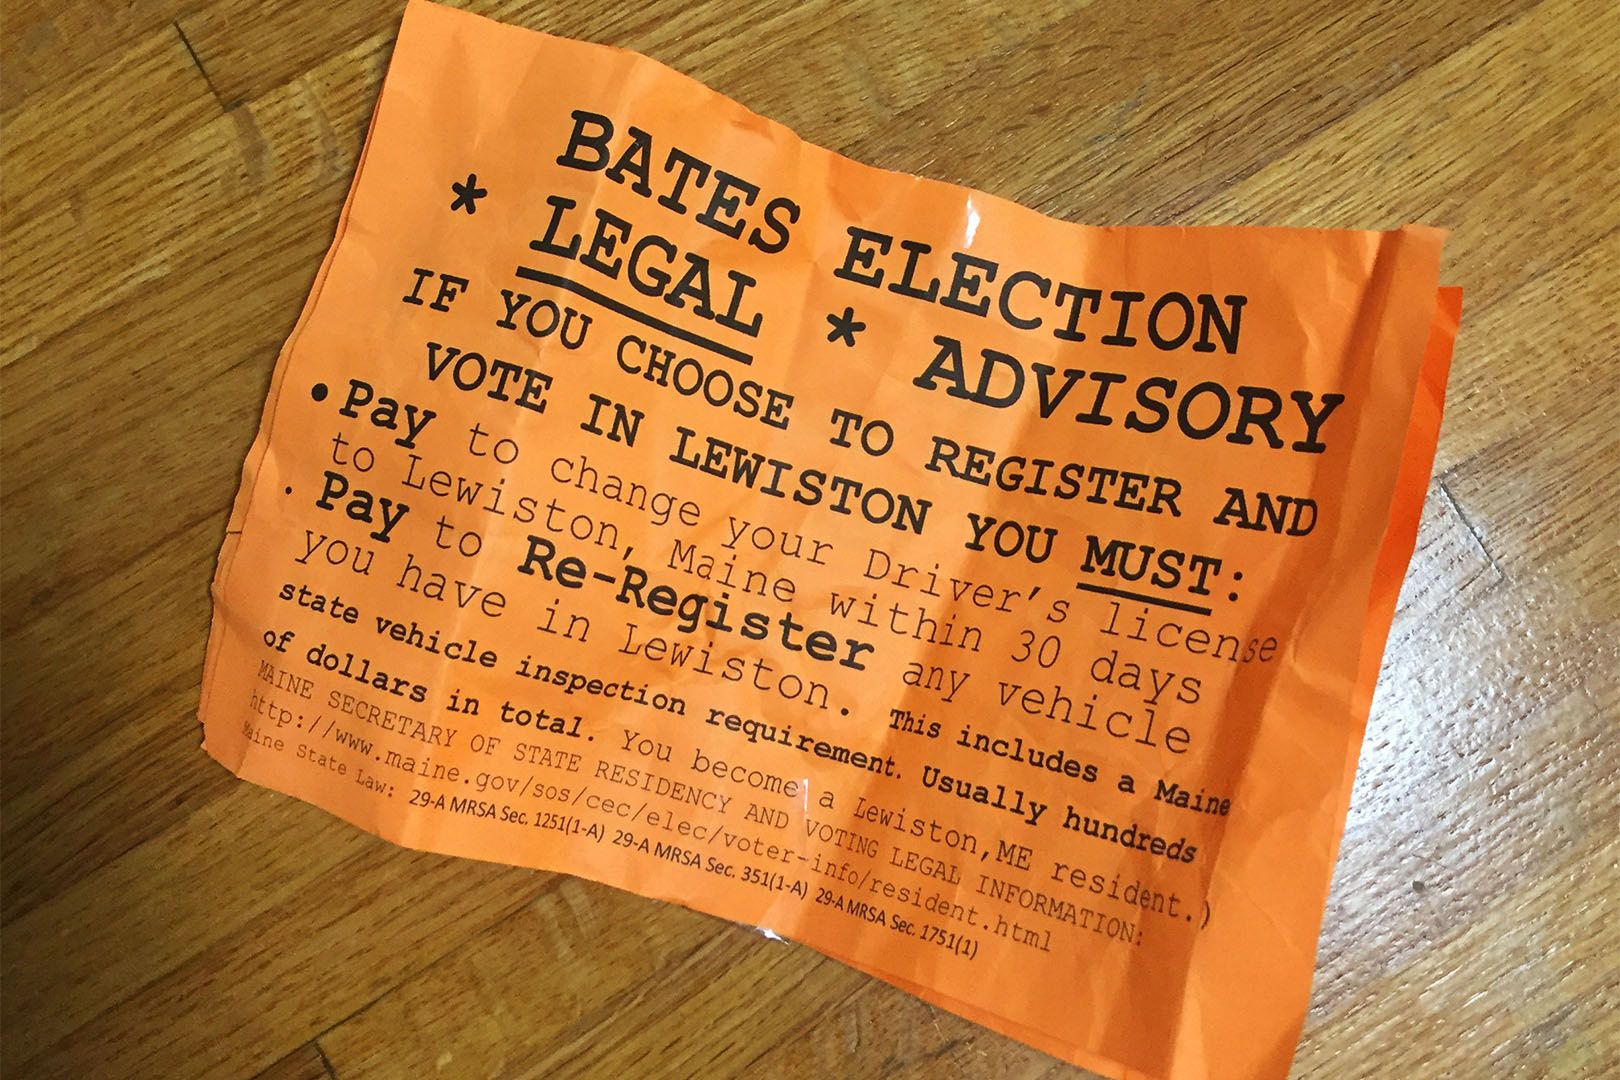 BATES ELECTION
* LEGAL * ADVISORY
IF YOU CHOOSE TO REGISTER AND
VOTE IN LEWISTON YOU MUST:
• Pay to change your Driver's license
to Lewiston, Maine within 30 days
. Pay to Re-Register any vehicle
you have in Lewiston. This includes a Maine
state vehicle inspection requirement. Usually hundreds
of dollars in total. You become a Lewiston,ME resident.)
MAINE SECRETARY OF STATE RESIDENCY AND VOTING LEGAL INFORMATION:
http://www.maine.gov/sos/cec/elec/voter-info/resident.html
Maine State Law: 29-A MRSA Sec. 1251(1-A) 29-A MRSA Sec. 351(1-A) 29-A MRSA Sec. 1751(1)